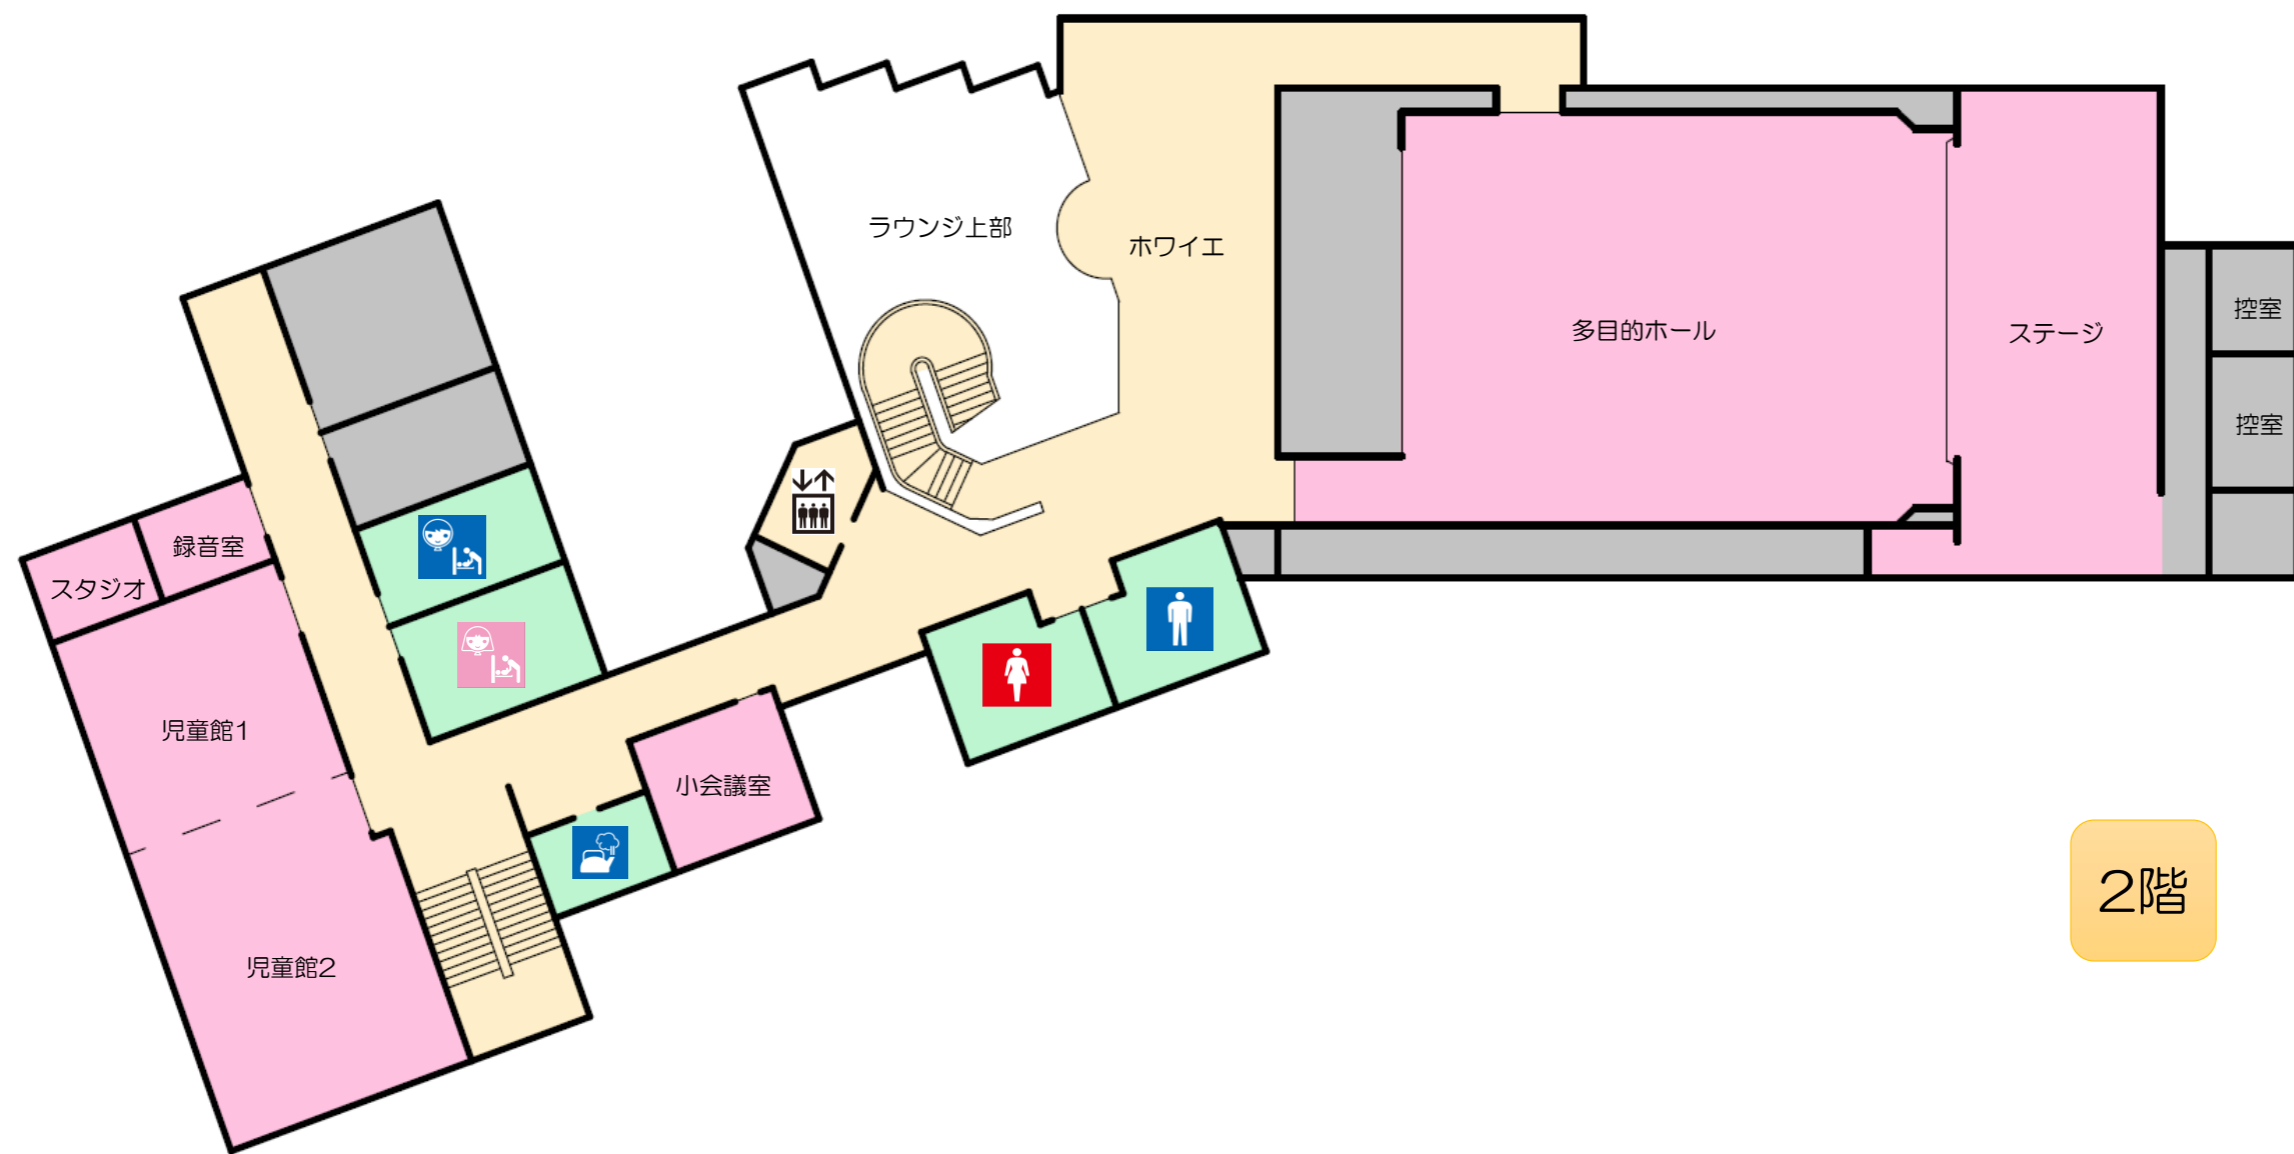 ラウンジ上部
ホワイエ
多目的ホール
ステージ
控室
控室
録音室
スタジオ
児童館1
小会議室
児童館2
2階